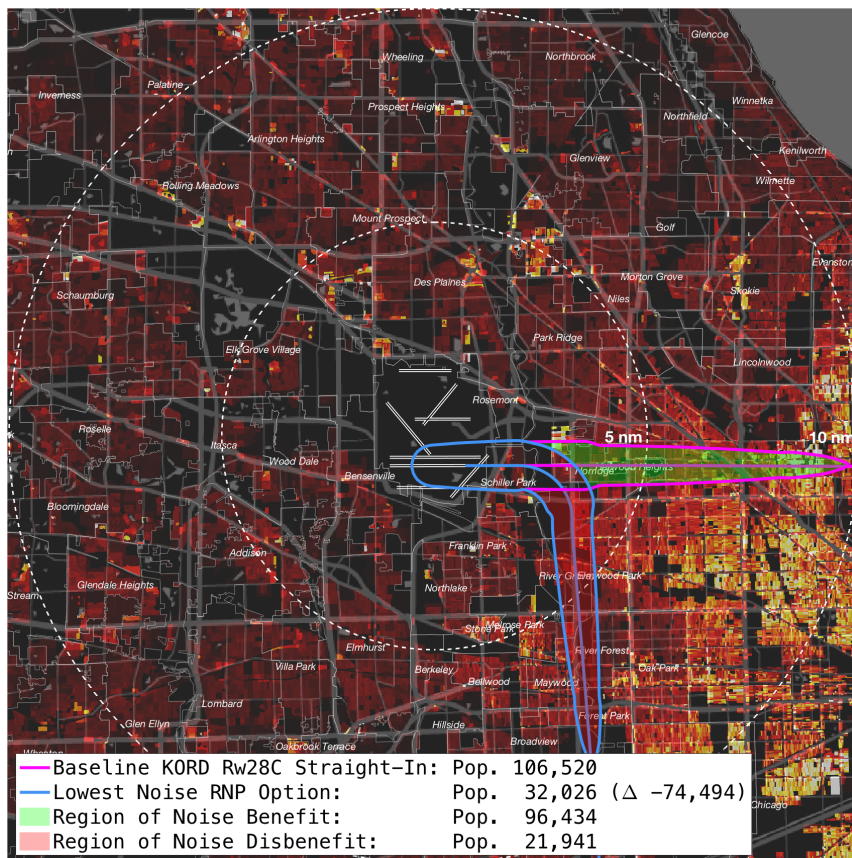 Glencoe
Wheeling
Northbrook
Palatine
Inverness
Winnetka
Prospect Heights
Northfield
Arlington Heights
Kenilworth
Glenview
Rolling Meadows
Wilmette
Mount Prospect
Golf
Evanston
Des Plaines
Morton Grove
Schaumburg
Skokie
Niles
Park Ridge
Elk Grove Village
Lincolnwood
Rosemont
Roselle
5 nm
10 nm
Itasca
Wood Dale
Norridge
Heights
Bensenville
Schiller Park
Bloomingdale
Franklin Park
Addison
Glendale Heights
Northlake
Elmwood Park
Stream
Stone Park
Melrose Park
Elmhurst
River Forest
Villa Park
Berkeley
Oak Park
Bellwood
Maywood
Lombard
Forest Park
Glen Ellyn
Hillside
Oakbrook Terrace
Broadview
Baseline KORD Rw28C Straight-In: Pop. 106,520
Lowest Noise RNP Option: Pop. 32,026 (Δ -74,494)
Region of Noise Benefit: Pop. 96,434
Region of Noise Disbenefit: Pop. 21,941
Chicago